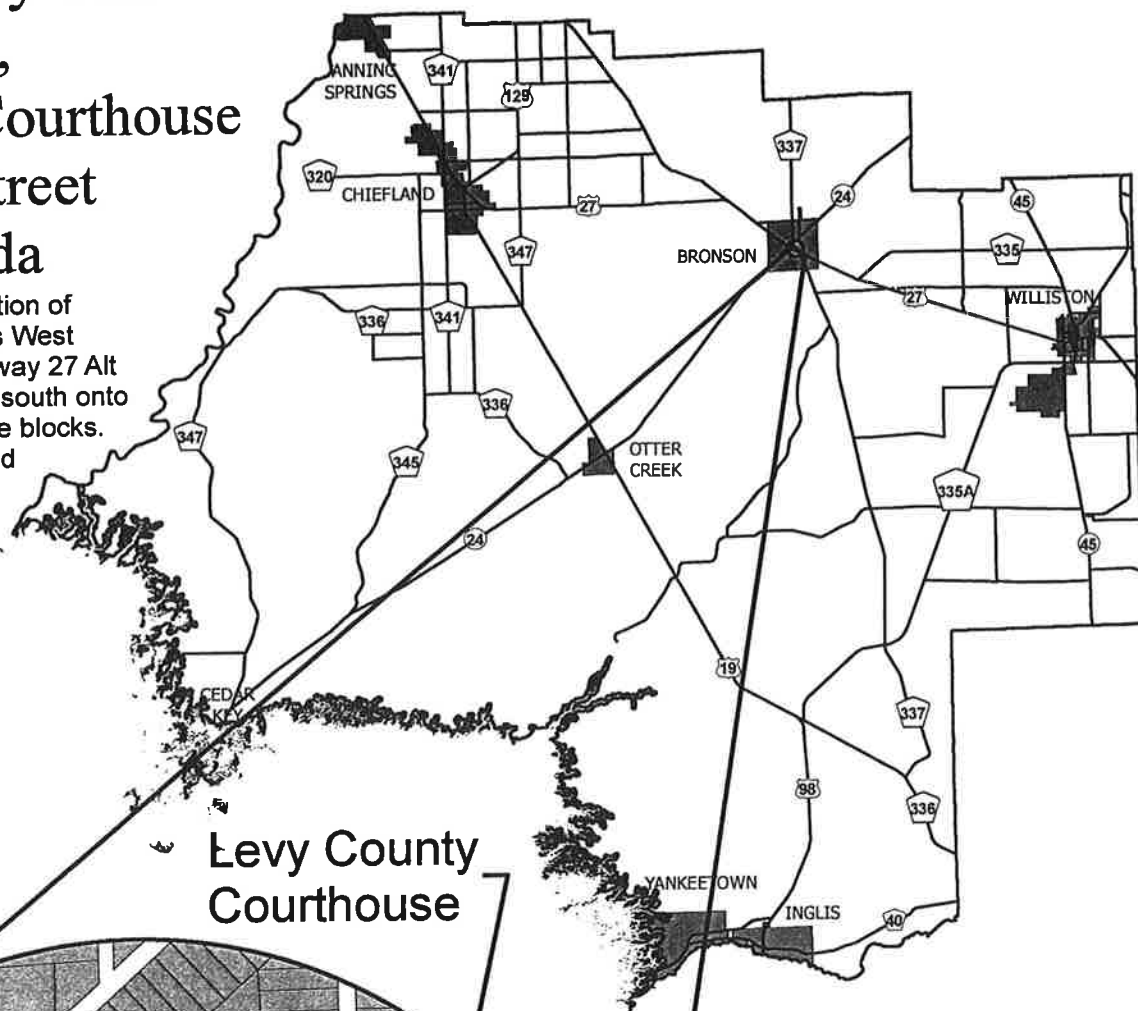 Courthouse
ANNING
SPRINGS
341
129
337
320
CHIEFLAND
27
24
45
347
BRONSON
335
tion of
s West
way 27 Alt
south onto
e blocks.
d
336
341
27
WILLISTON
347
336
345
OTTER
CREEK
335A
24
45
CEDAR
KEY
19
337
98
336
Levy County
Courthouse
YANKEETOWN
INGLIS
40